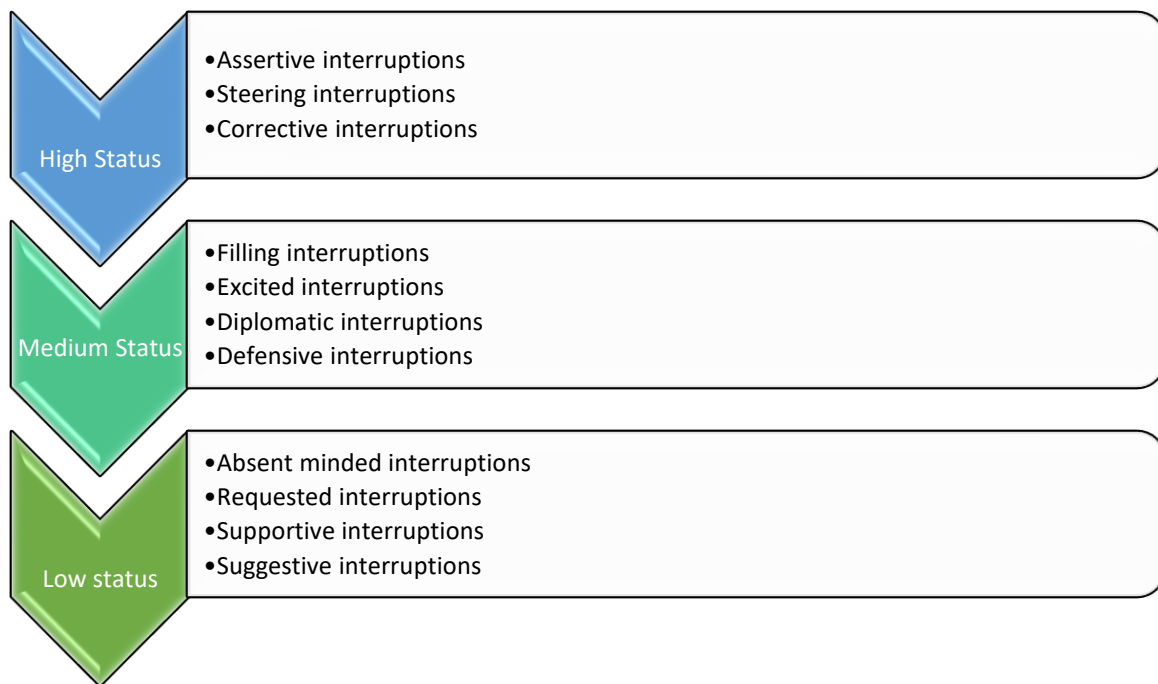 High Status
•Assertive interruptions
•Steering interruptions
•Corrective interruptions
Medium Status
•Filling interruptions
•Excited interruptions
•Diplomatic interruptions
•Defensive interruptions
Low status
•Absent minded interruptions
•Requested interruptions
•Supportive interruptions
•Suggestive interruptions